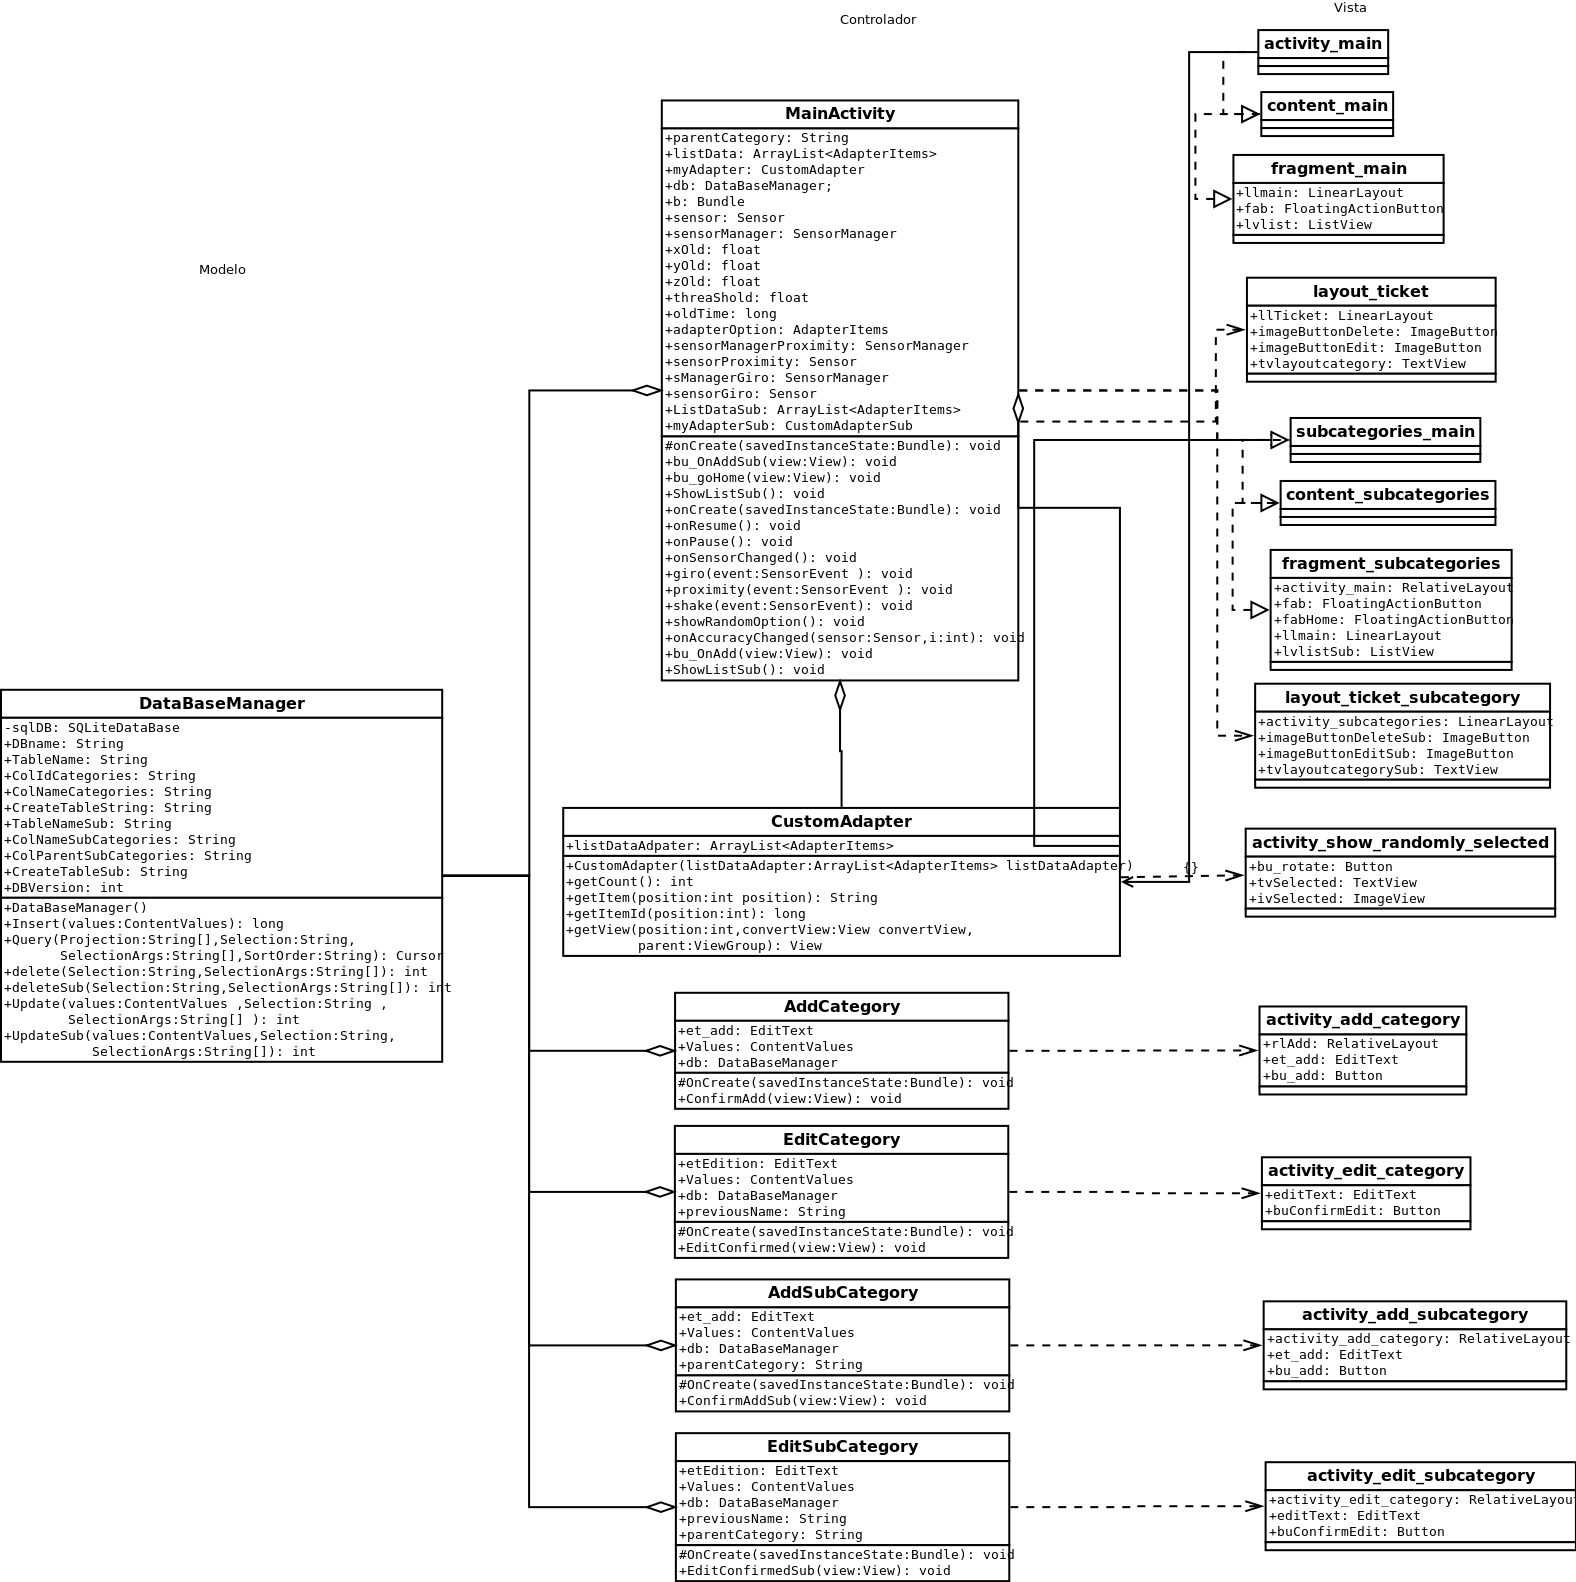 Controlador
Vista
Modelo
MainActivity
+parentCategory: String
+listData: ArrayList<AdapterItems>
+myAdapter: CustomAdapter
+db: DataBaseManager;
+b: Bundle
+sensor: Sensor
+sensorManager: SensorManager
+xOld: float
+yOld: float
+zOld: float
+threaShold: float
+oldTime: long
+adapterOption: AdapterItems
+sensorManagerProximity: SensorManager
+sensorProximity: Sensor
+sManagerGiro: SensorManager
+sensorGiro: Sensor
+ListDataSub: ArrayList<AdapterItems>
+myAdapterSub: CustomAdapterSub
#onCreate(savedInstanceState:Bundle): void
+bu_OnAddSub(view:View): void
+bu_goHome(view:View): void
+ShowListSub(): void
+onCreate(savedInstanceState:Bundle): void
+onResume(): void
+onPause(): void
+onSensorChanged(): void
+giro(event:SensorEvent ): void
+proximity(event:SensorEvent ): void
+shake(event:SensorEvent): void
+showRandomOption(): void
+onAccuracyChanged(sensor:Sensor,i:int): void
+bu_OnAdd(view:View): void
+ShowListSub(): void
DataBaseManager
-sqlDB: SQLiteDataBase
+DBname: String
+TableName: String
+ColIdCategories: String
+ColNameCategories: String
+CreateTableString: String
+TableNameSub: String
+ColNameSubCategories: String
+ColParentSubCategories: String
+CreateTableSub: String
+DBVersion: int
+DataBaseManager()
+Insert(values:ContentValues): long
+Query(Projection:String[],Selection:String,
SelectionArgs:String[],SortOrder:String): Cursor
+delete(Selection:String,SelectionArgs:String[]): int
+deleteSub(Selection:String,SelectionArgs:String[]): int
+Update(values:ContentValues ,Selection:String ,
SelectionArgs:String[] ): int
+UpdateSub(values:ContentValues,Selection:String,
SelectionArgs:String[]): int
CustomAdapter
+listDataAdpater: ArrayList<AdapterItems>
+CustomAdapter(listDataAdapter:ArrayList<AdapterItems> listDataAdapter)
+getCount(): int
+getItem(position:int position): String
+getItemId(position:int): long
+getView(position:int,convertView:View convertView,
parent:ViewGroup): View
{}
AddCategory
+et_add: EditText
+Values: ContentValues
+db: DataBaseManager
#OnCreate(savedInstanceState:Bundle): void
+ConfirmAdd(view:View): void
EditCategory
+etEdition: EditText
+Values: ContentValues
+db: DataBaseManager
+previousName: String
#OnCreate(savedInstanceState:Bundle): void
+EditConfirmed(view:View): void
AddSubCategory
+et_add: EditText
+Values: ContentValues
+db: DataBaseManager
+parentCategory: String
#OnCreate(savedInstanceState:Bundle): void
+ConfirmAddSub(view:View): void
EditSubCategory
+etEdition: EditText
+Values: ContentValues
+db: DataBaseManager
+previousName: String
+parentCategory: String
#OnCreate(savedInstanceState:Bundle): void
+EditConfirmedSub(view:View): void
activity_main
content_main
fragment_main
+llmain: LinearLayout
+fab: FloatingActionButton
+lvlist: ListView
layout_ticket
+llTicket: LinearLayout
+imageButtonDelete: ImageButton
+imageButtonEdit: ImageButton
+tvlayoutcategory: TextView
subcategories_main
content_subcategories
fragment_subcategories
+activity_main: RelativeLayout
+fab: FloatingActionButton
+fabHome: FloatingActionButton
+llmain: LinearLayout
+lvlistSub: ListView
layout_ticket_subcategory
+activity_subcategories: LinearLayout
+imageButtonDeleteSub: ImageButton
+imageButtonEditSub: ImageButton
+tvlayoutcategorySub: TextView
activity_show_randomly_selected
+bu_rotate: Button
+tvSelected: TextView
+ivSelected: ImageView
activity_add_category
+rlAdd: RelativeLayout
+et_add: EditText
+bu_add: Button
activity_edit_category
+editText: EditText
+buConfirmEdit: Button
activity_add_subcategory
+activity_add_category: RelativeLayout
+et_add: EditText
+bu_add: Button
activity_edit_subcategory
+activity_edit_category: RelativeLayout
+editText: EditText
+buConfirmEdit: Button